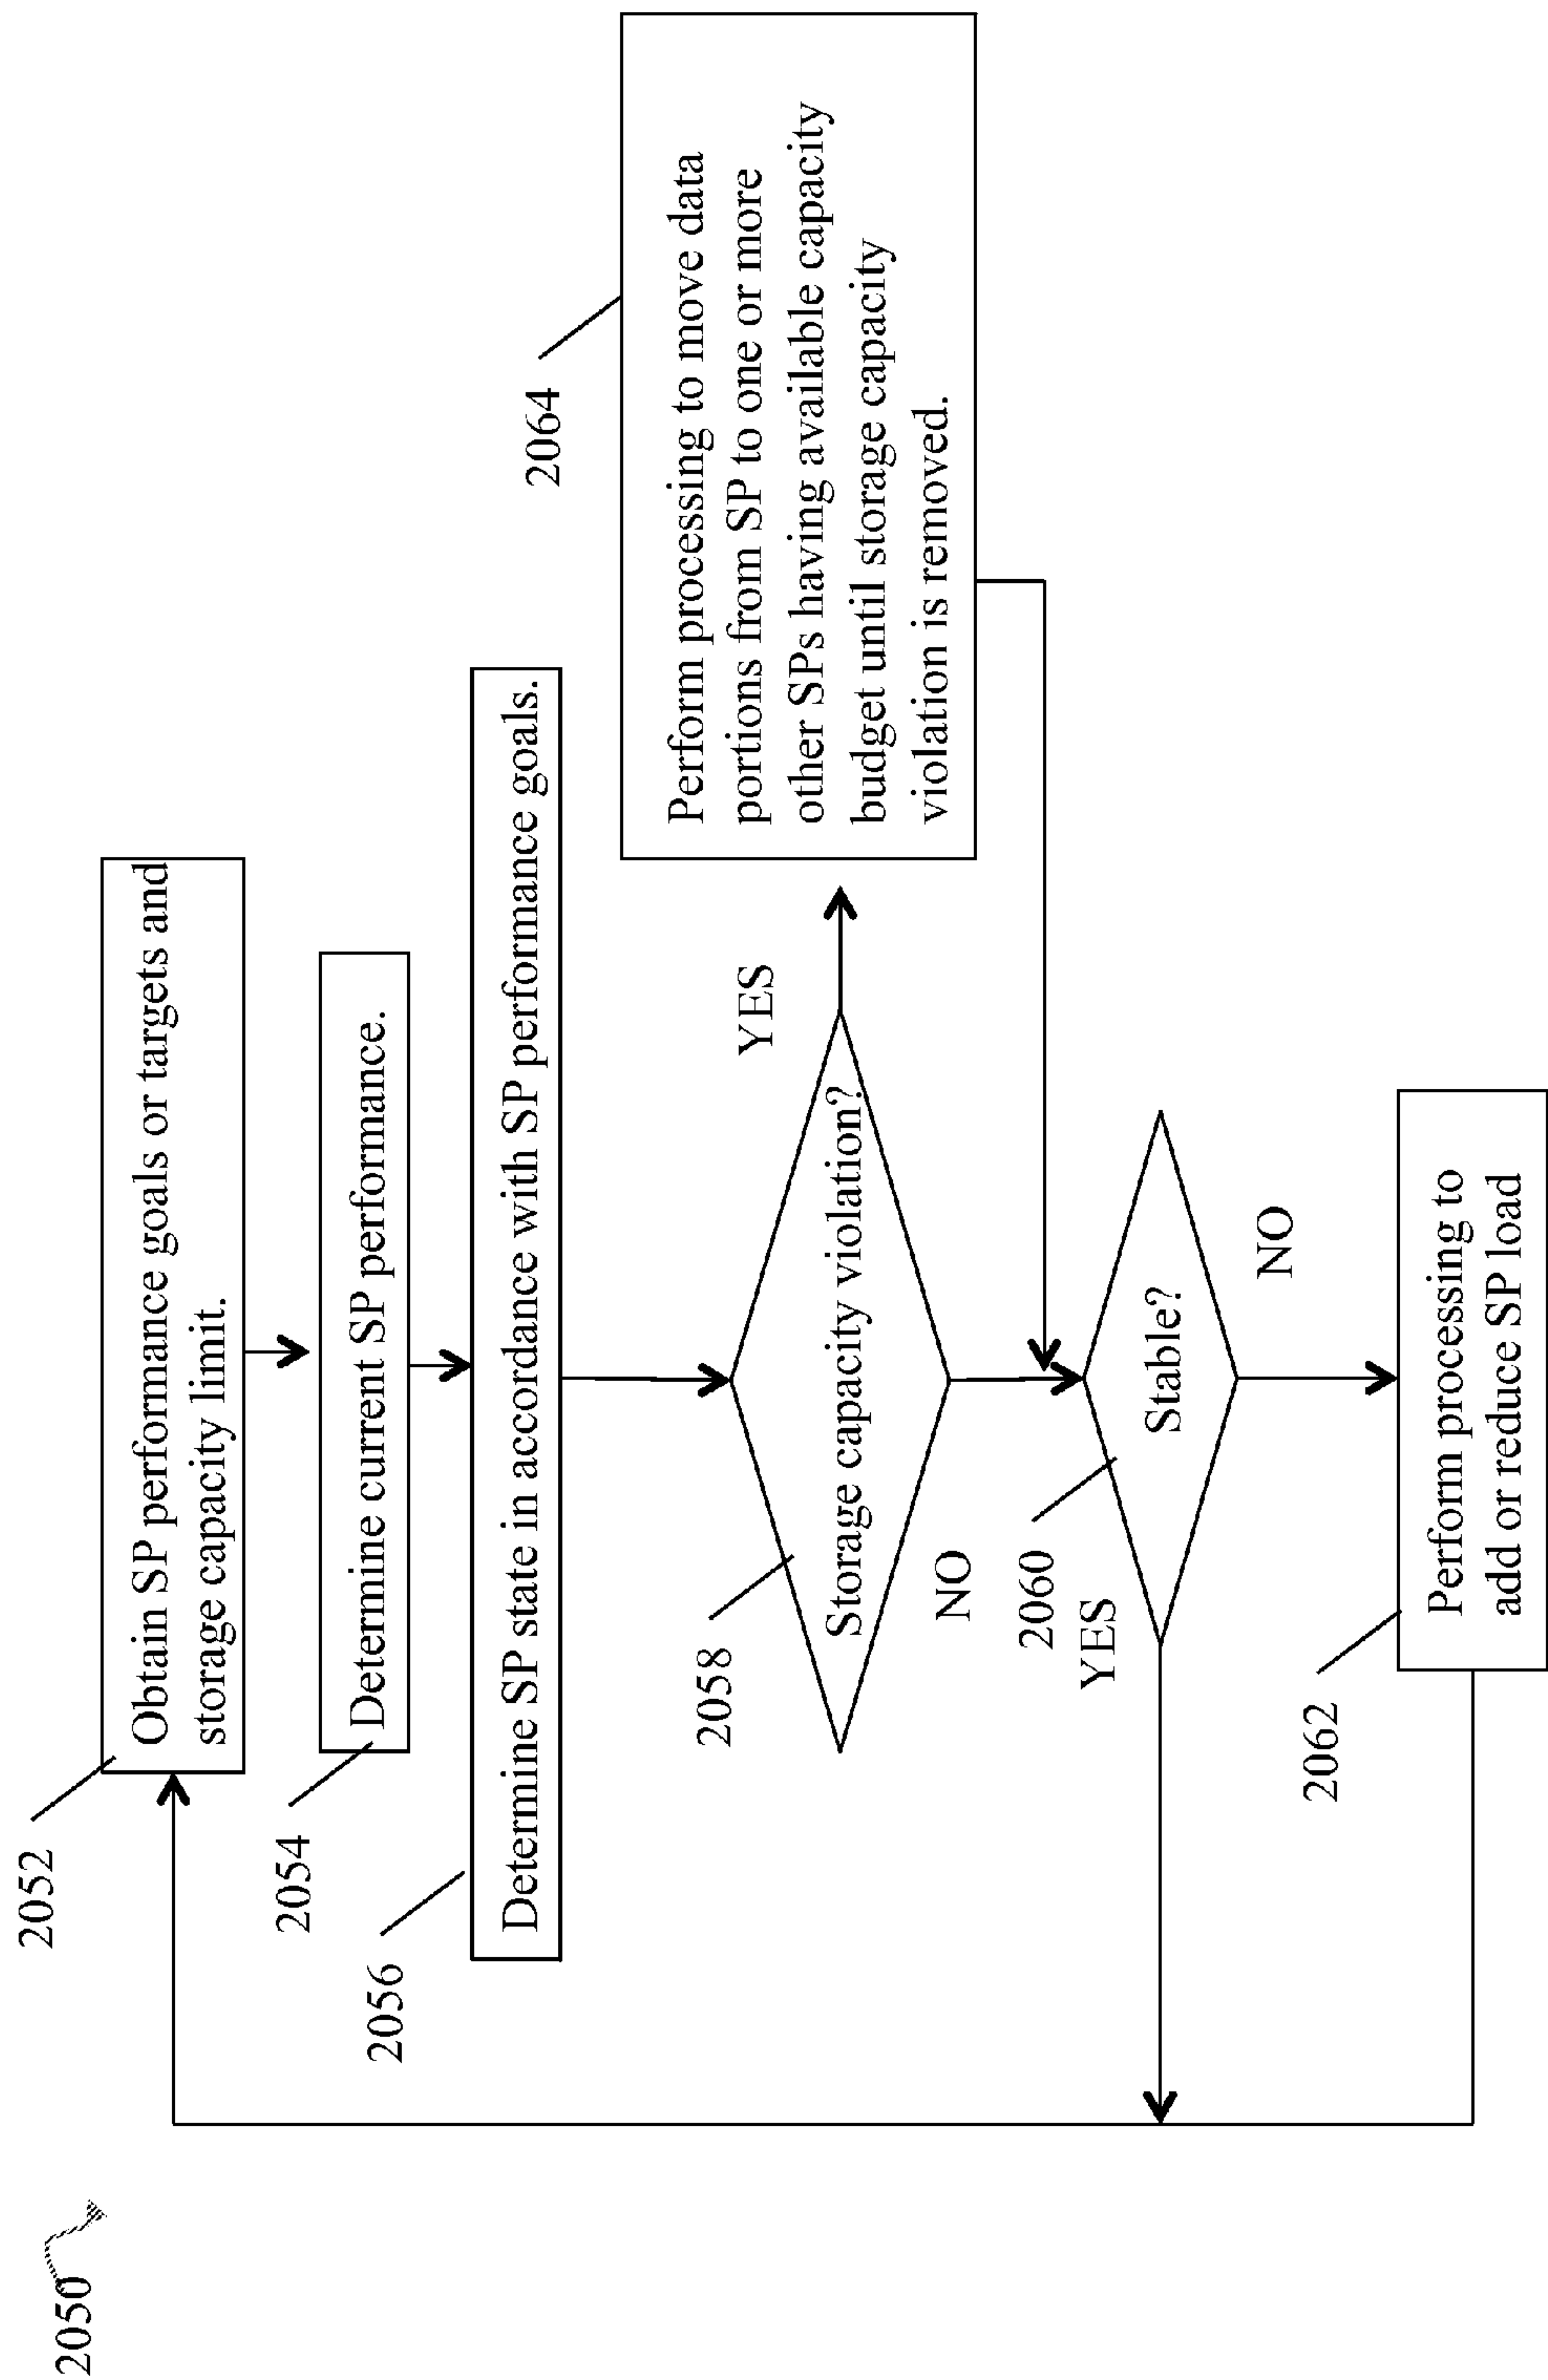 2050
2052
Obtain SP performance goals or targets and
storage capacity limit.
2054
Determine current SP performance.
2056
Determine SP state in accordance with SP performance goals.
2058
Storage capacity violation?
YES
2064
Perform processing to move data
portions from SP to one or more
other SPs having available capacity
budget until storage capacity
violation is removed.
NO
2060
Stable?
YES
NO
2062
Perform processing to
add or reduce SP load